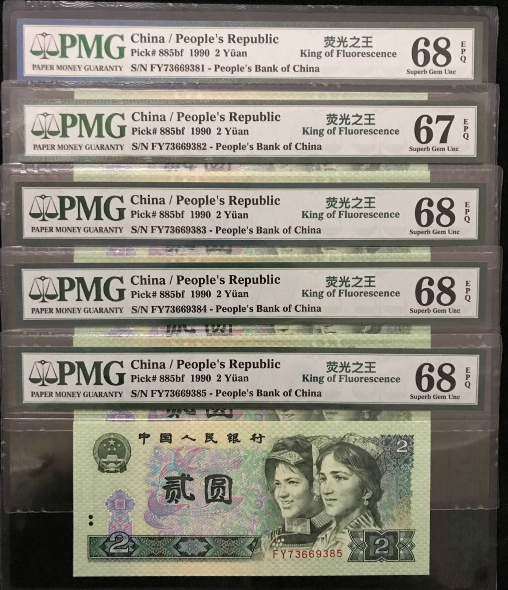 PMG
PAPER MONEY GUARANTY
China / People's Republic
Pick# 885bf 1990 2 Yüan
S/N FY73669381 - People's Bank of China
荧光之王
King of Fluorescence
68 EPQ
Superb Gem Unc
PMG
PAPER MONEY GUARANTY
China / People's Republic
Pick# 885bf 1990 2 Yüan
S/N FY73669382 - People's Bank of China
荧光之王
King of Fluorescence
67 EPQ
Superb Gem Unc
PMG
PAPER MONEY GUARANTY
China / People's Republic
Pick# 885bf 1990 2 Yüan
S/N FY73669383 - People's Bank of China
荧光之王
King of Fluorescence
68 EPQ
Superb Gem Unc
PMG
PAPER MONEY GUARANTY
China / People's Republic
Pick# 885bf 1990 2 Yüan
S/N FY73669384 - People's Bank of China
荧光之王
King of Fluorescence
68 EPQ
Superb Gem Unc
PMG
PAPER MONEY GUARANTY
China / People's Republic
Pick# 885bf 1990 2 Yüan
S/N FY73669385 - People's Bank of China
荧光之王
King of Fluorescence
68 EPQ
Superb Gem Unc
中国人民银行
2
贰圆
FY73669385
2
2